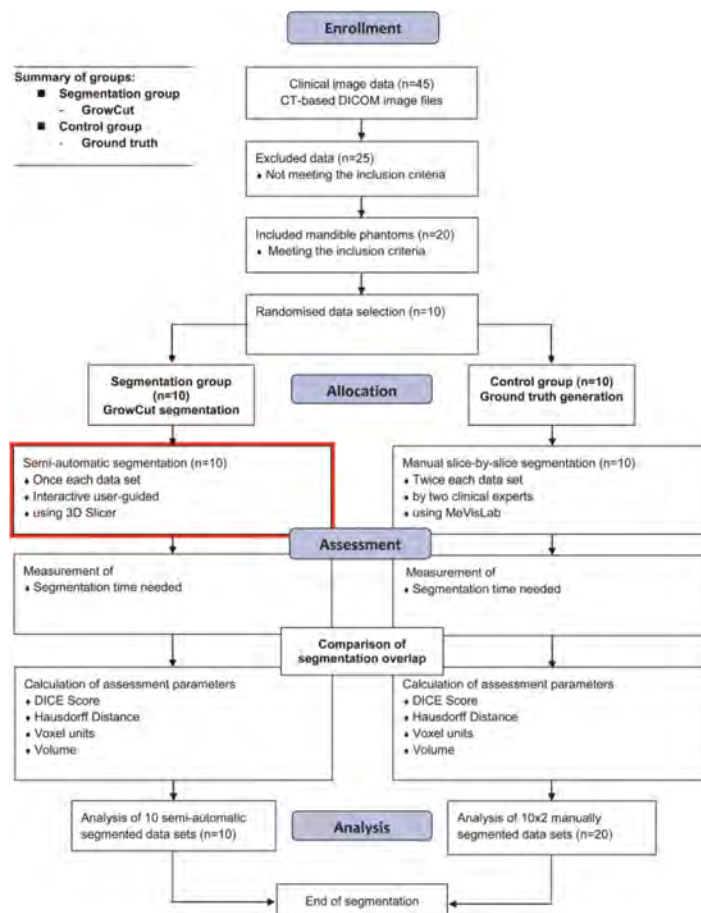 Enrollment
Summary of groups:
■ Segmentation group
- GrowCut
■ Control group
- Ground truth
Clinical image data (n=45)
CT-based DICOM image files
Excluded data (n=25)
♦ Not meeting the inclusion criteria
Included mandible phantoms (n=20)
♦ Meeting the inclusion criteria
Randomised data selection (n=10)
Segmentation group
(n=10)
GrowCut segmentation
Allocation
Control group (n=10)
Ground truth generation
Semi-automatic segmentation (n=10)
♦ Once each data set
♦ Interactive user-guided
♦ using 3D Slicer
Manual slice-by-slice segmentation (n=10)
♦ Twice each data set
♦ by two clinical experts
♦ using MeVisLab
Assessment
Measurement of
♦ Segmentation time needed
Measurement of
♦ Segmentation time needed
Comparison of
segmentation overlap
Calculation of assessment parameters
♦ DICE Score
♦ Hausdorff Distance
♦ Voxel units
♦ Volume
Calculation of assessment parameters
♦ DICE Score
♦ Hausdorff Distance
♦ Voxel units
♦ Volume
Analysis of 10 semi-automatic
segmented data sets (n=10)
Analysis
Analysis of 10x2 manually
segmented data sets (n=20)
End of segmentation